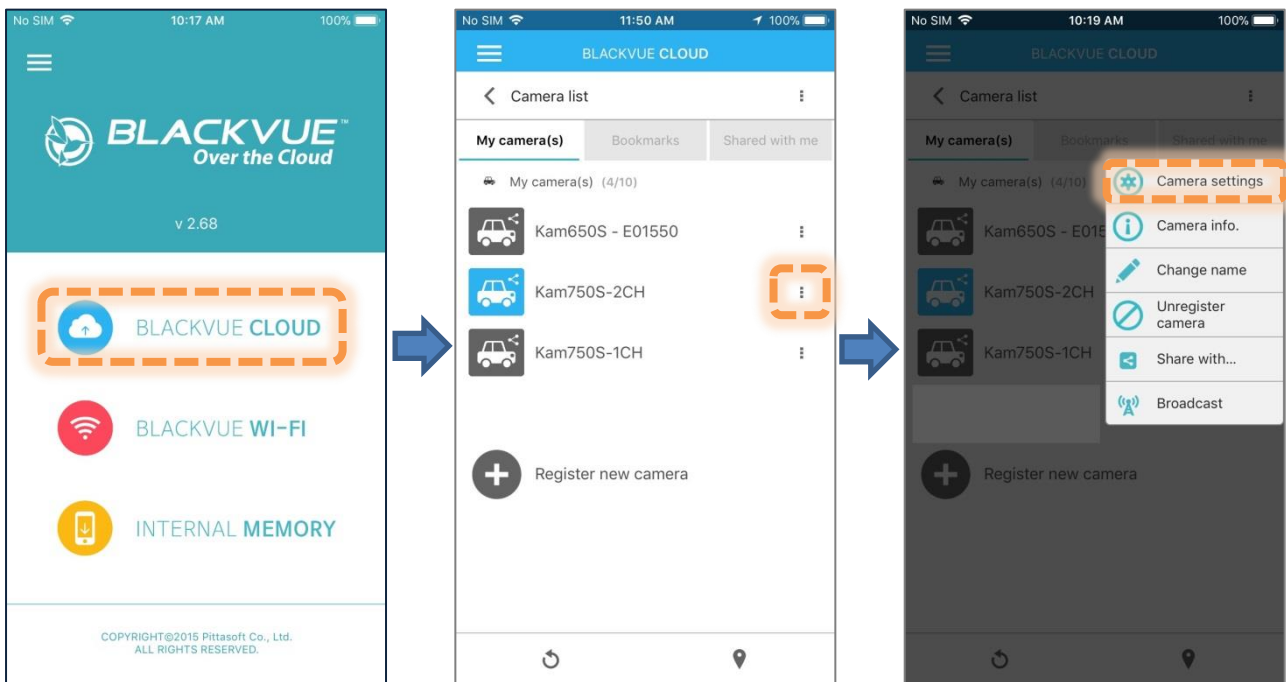 No SIM 10:17 AM 100%
BLACKVUE™
Over the Cloud
v 2.68
BLACKVUE CLOUD
BLACKVUE WI-FI
INTERNAL MEMORY
COPYRIGHT©2015 Pittasoft Co., Ltd.
ALL RIGHTS RESERVED.
No SIM 11:50 AM 100%
BLACKVUE CLOUD
Camera list
My camera(s) Bookmarks Shared with me
My camera(s) (4/10)
Kam650S - E01550
Kam750S-2CH
Kam750S-1CH
Register new camera
No SIM 10:19 AM 100%
BLACKVUE CLOUD
Camera list
My camera(s) Bookmarks Shared with me
My camera(s) (4/10)
Camera settings
Kam650S - E015
Camera info.
Change name
Kam750S-2CH
Unregister
camera
Kam750S-1CH
Share with...
Broadcast
Register new camera